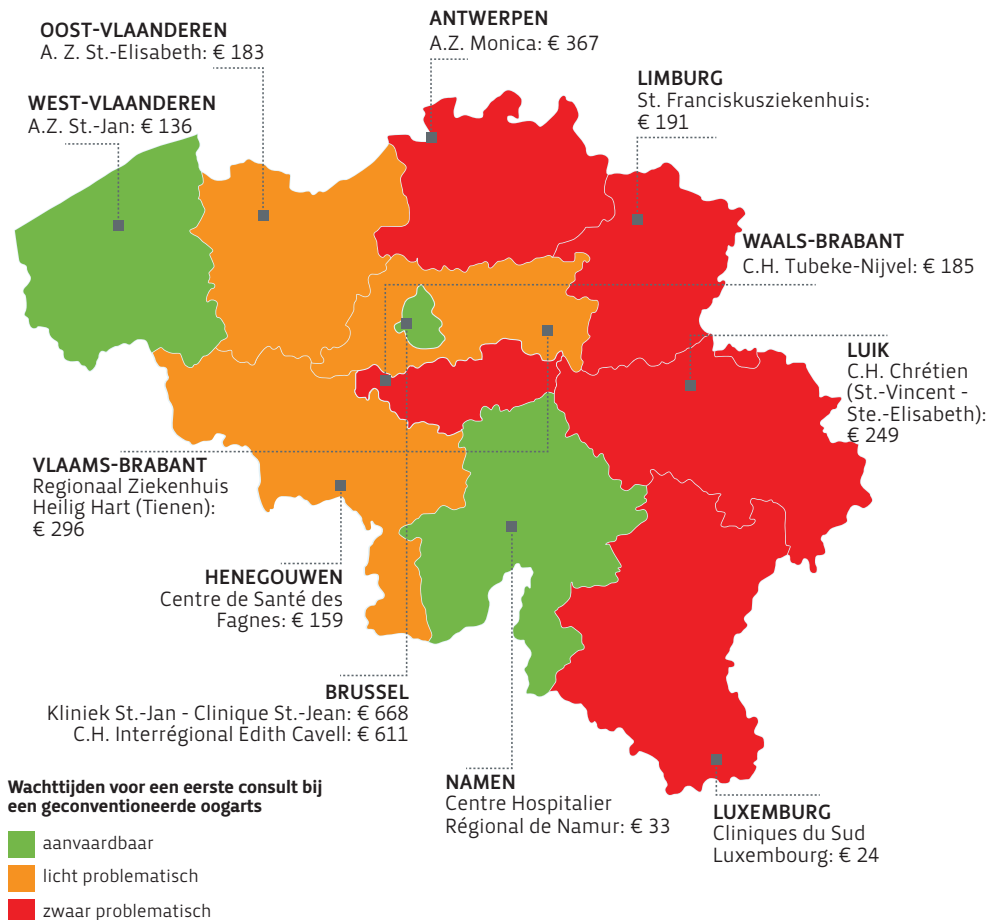 OOST-VLAANDEREN
A. Z. St.-Elisabeth: € 183
ANTWERPEN
A.Z. Monica: € 367
WEST-VLAANDEREN
A.Z. St.-Jan: € 136
LIMBURG
St. Franciskusziekenhuis:
€ 191
WAALS-BRABANT
C.H. Tubeke-Nijvel: € 185
LUIK
C.H. Chrétien
(St.-Vincent -
Ste.-Elisabeth):
€ 249
VLAAMS-BRABANT
Regionaal Ziekenhuis
Heilig Hart (Tienen):
€ 296
HENEGOUWEN
Centre de Santé des
Fagnes: € 159
BRUSSEL
Kliniek St.-Jan - Clinique St.-Jean: € 668
C.H. Interrégional Edith Cavell: € 611
NAMEN
Centre Hospitalier
Régional de Namur: € 33
LUXEMBURG
Cliniques du Sud
Luxembourg: € 24
Wachttijden voor een eerste consult bij
een geconventioneerde oogarts
aanvaardbaar
licht problematisch
zwaar problematisch